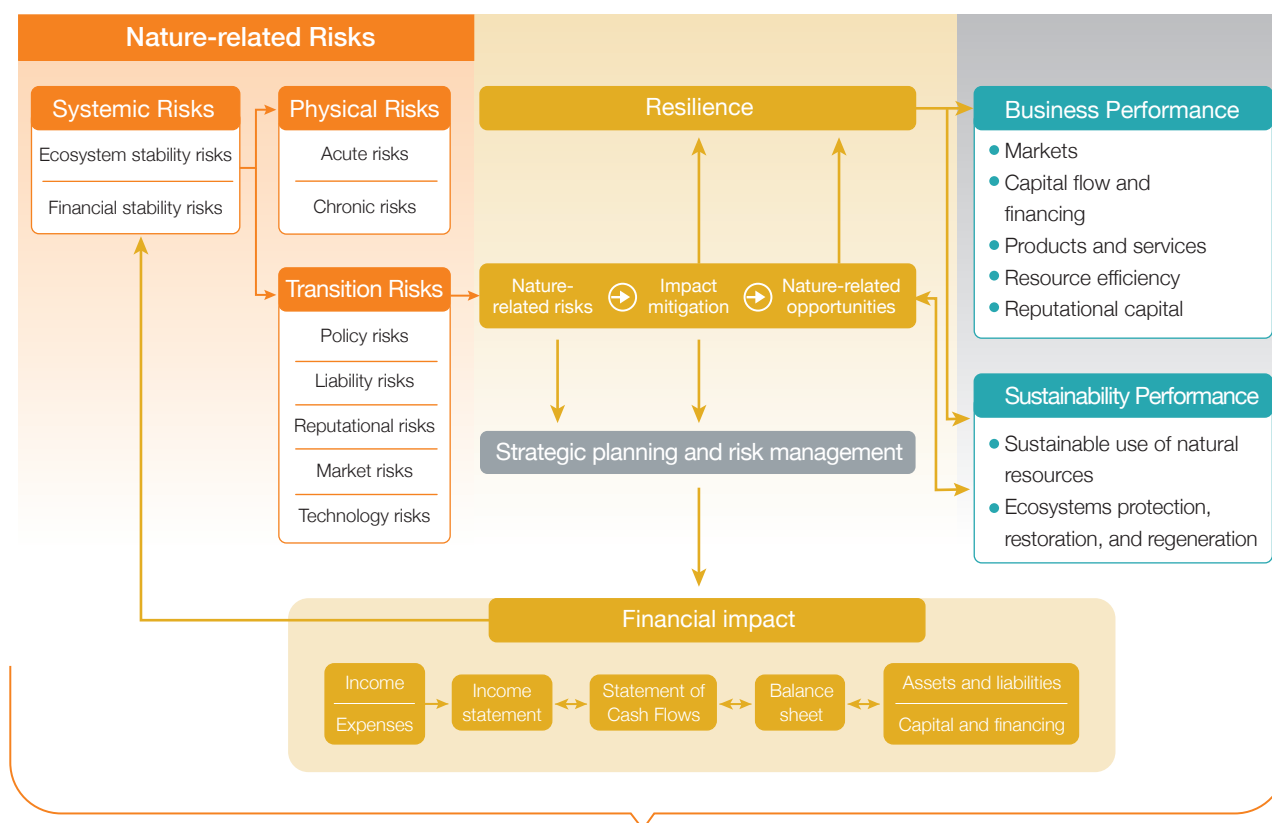 Nature-related Risks
Systemic Risks
Ecosystem stability risks
Financial stability risks
Physical Risks
Acute risks
Chronic risks
Transition Risks
Policy risks
Liability risks
Reputational risks
Market risks
Technology risks
Resilience
Nature-
related risks
Impact
mitigation
Nature-related
opportunities
Strategic planning and risk management
Business Performance
Markets
Capital flow and
financing
Products and services
Resource efficiency
Reputational capital
Sustainability Performance
Sustainable use of natural
resources
Ecosystems protection,
restoration, and regeneration
Financial impact
Income
Expenses
Income
statement
Statement of
Cash Flows
Balance
sheet
Assets and liabilities
Capital and financing